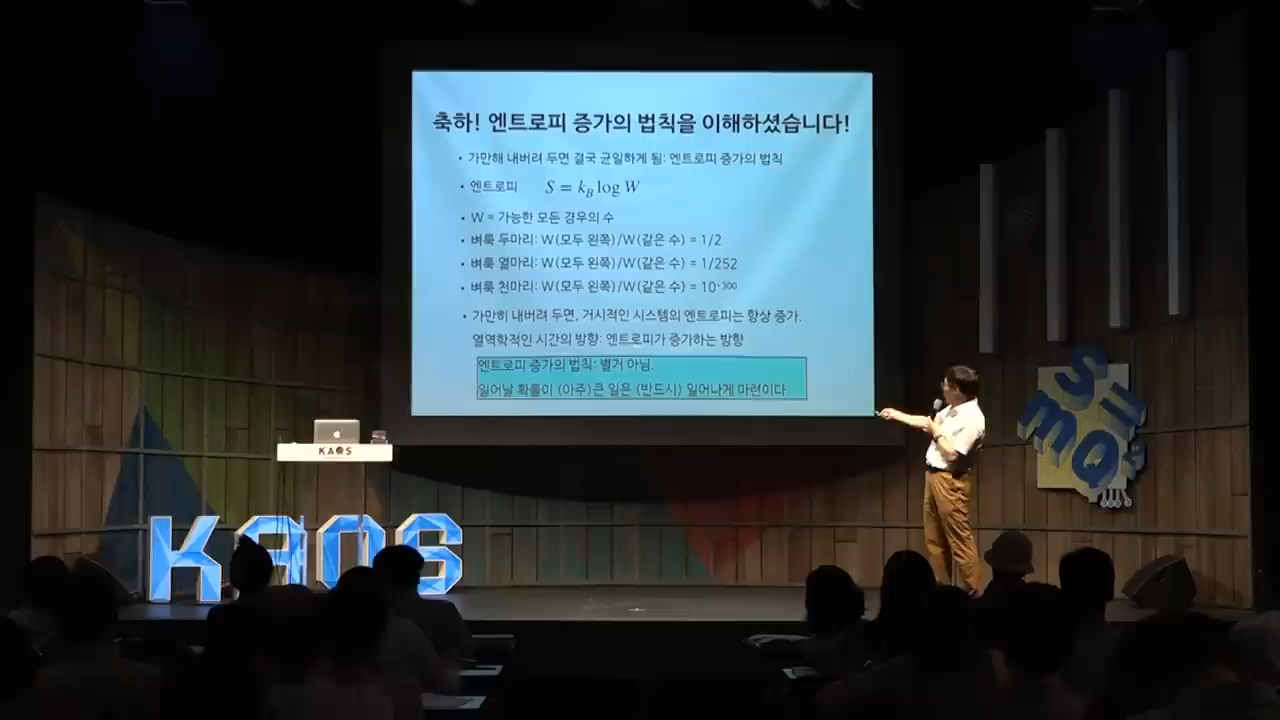 축하! 엔트로피 증가의 법칙을 이해하셨습니다!
• 가만해 내버려 두면 결국 균일하게 됨: 엔트로피 증가의 법칙
• 엔트로피 S = k_B log W
• W = 가능한 모든 경우의 수
• 벼룩 두마리: W(모두 왼쪽)/W(같은 수) = 1/2
• 벼룩 열마리: W(모두 왼쪽)/W(같은 수) = 1/252
• 벼룩 천마리: W(모두 왼쪽)/W(같은 수) = 10⁻³⁰⁰
• 가만히 내버려 두면, 거시적인 시스템의 엔트로피는 항상 증가.
열역학적인 시간의 방향: 엔트로피가 증가하는 방향
엔트로피 증가의 법칙: 별거 아님.
일어날 확률이 (아주)큰 일은 (반드시) 일어나게 마련이다.
KAOS
KAOS